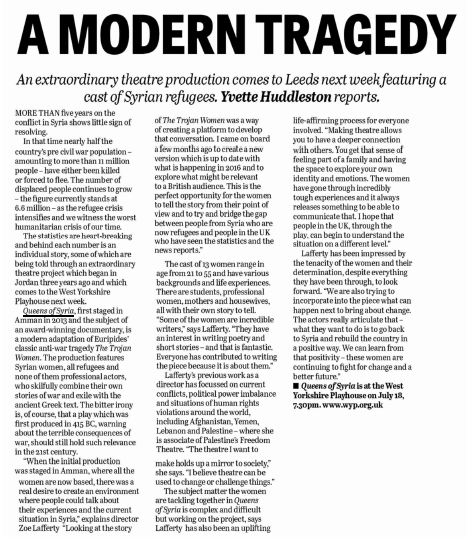 A MODERN TRAGEDY
An extraordinary theatre production comes to Leeds next week featuring a
cast of Syrian refugees. Yvette Huddleston reports.
MORE THAN five years on the
conflict in Syria shows little sign of
resolving.
In that time nearly half the
country's pre civil war population –
amounting to more than 11 million
people – have either been killed
or forced to flee. The number of
displaced people continues to grow
– the figure currently stands at
6.6 million – as the refugee crisis
intensifies and we witness the worst
humanitarian crisis of our time.
The statistics are heart-breaking
and behind each number is an
individual story, some of which are
being told through an extraordinary
theatre project which began in
Jordan three years ago and which
comes to the West Yorkshire
Playhouse next week.
Queens of Syria, first staged in
Amman in 2013 and the subject of
an award-winning documentary, is
a modern adaptation of Euripides'
classic anti-war tragedy The Trojan
Women. The production features
Syrian women, all refugees and
none of them professional actors,
who skilfully combine their own
stories of war and exile with the
ancient Greek text. The bitter irony
is, of course, that a play which was
first produced in 415 BC, warning
about the terrible consequences of
war, should still hold such relevance
in the 21st century.
"When the initial production
was staged in Amman, where all the
women are now based, there was a
real desire to create an environment
where people could talk about
their experiences and the current
situation in Syria," explains director
Zoe Lafferty "Looking at the story
of The Trojan Women was a way
of creating a platform to develop
that conversation. I came on board
a few months ago to create a new
version which is up to date with
what is happening in 2016 and to
explore what might be relevant
to a British audience. This is the
perfect opportunity for the women
to tell the story from their point of
view and to try and bridge the gap
between people from Syria who are
now refugees and people in the UK
who have seen the statistics and the
news reports."
The cast of 13 women range in
age from 21 to 55 and have various
backgrounds and life experiences.
There are students, professional
women, mothers and housewives,
all with their own story to tell.
"Some of the women are incredible
writers," says Lafferty. "They have
an interest in writing poetry and
short stories – and that is fantastic.
Everyone has contributed to writing
the piece because it is about them."
Lafferty's previous work as a
director has focussed on current
conflicts, political power imbalance
and situations of human rights
violations around the world,
including Afghanistan, Yemen,
Lebanon and Palestine – where she
is associate of Palestine's Freedom
Theatre. "The theatre I want to
make holds up a mirror to society,"
she says. "I believe theatre can be
used to change or challenge things."
The subject matter the women
are tackling together in Queens
of Syria is complex and difficult
but working on the project, says
Lafferty has also been an uplifting
life-affirming process for everyone
involved. "Making theatre allows
you to have a deeper connection
with others. You get that sense of
feeling part of a family and having
the space to explore your own
identity and emotions. The women
have gone through incredibly
tough experiences and it always
releases something to be able to
communicate that. I hope that
people in the UK, through the
play, can begin to understand the
situation on a different level."
Lafferty has been impressed by
the tenacity of the women and their
determination, despite everything
they have been through, to look
forward. "We are also trying to
incorporate into the piece what can
happen next to bring about change.
The actors really articulate that –
what they want to do is to go back
to Syria and rebuild the country in
a positive way. We can learn from
that positivity – these women are
continuing to fight for change and a
better future."
■ Queens of Syria is at the West
Yorkshire Playhouse on July 18,
7.30pm. www.wyp.org.uk